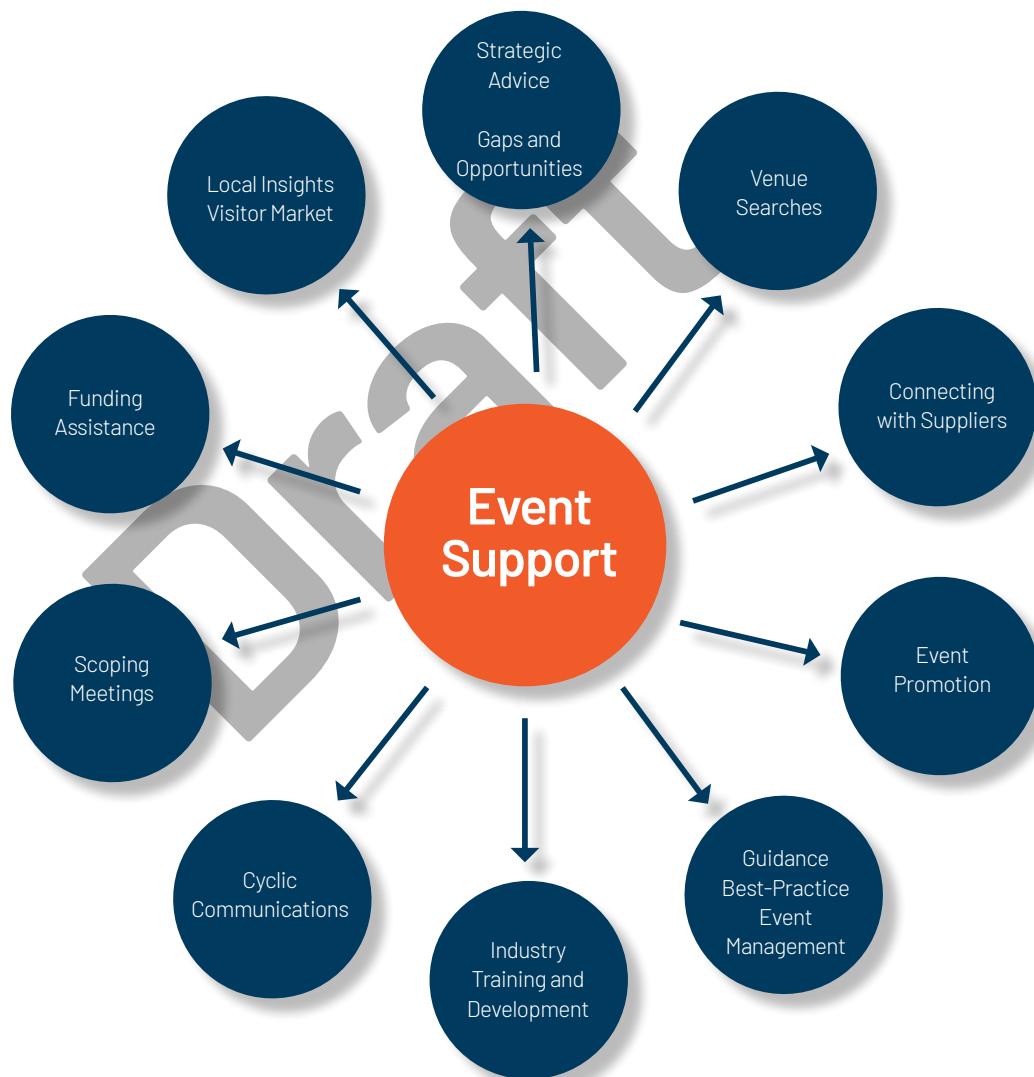 Strategic
Advice
Gaps and
Opportunities
Venue
Searches
Local Insights
Visitor Market
Connecting
with Suppliers
Funding
Assistance
Event
Support
Event
Promotion
Scoping
Meetings
Guidance
Best-Practice
Event
Management
Cyclic
Communications
Industry
Training and
Development
Draft